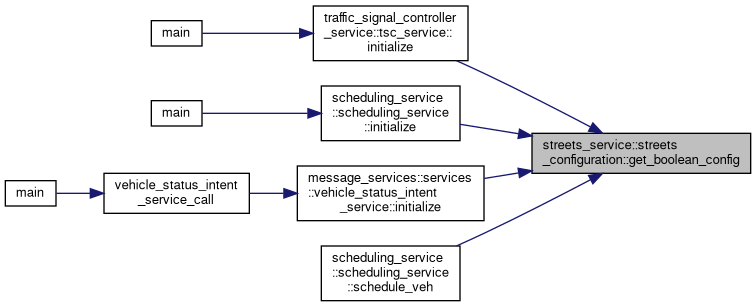 main
traffic_signal_controller
_service::tsc_service::
initialize
main
scheduling_service
::scheduling_service
::initialize
streets_service::streets
_configuration::get_boolean_config
main
vehicle_status_intent
_service_call
message_services::services
::vehicle_status_intent
_service::initialize
scheduling_service
::scheduling_service
::schedule_veh